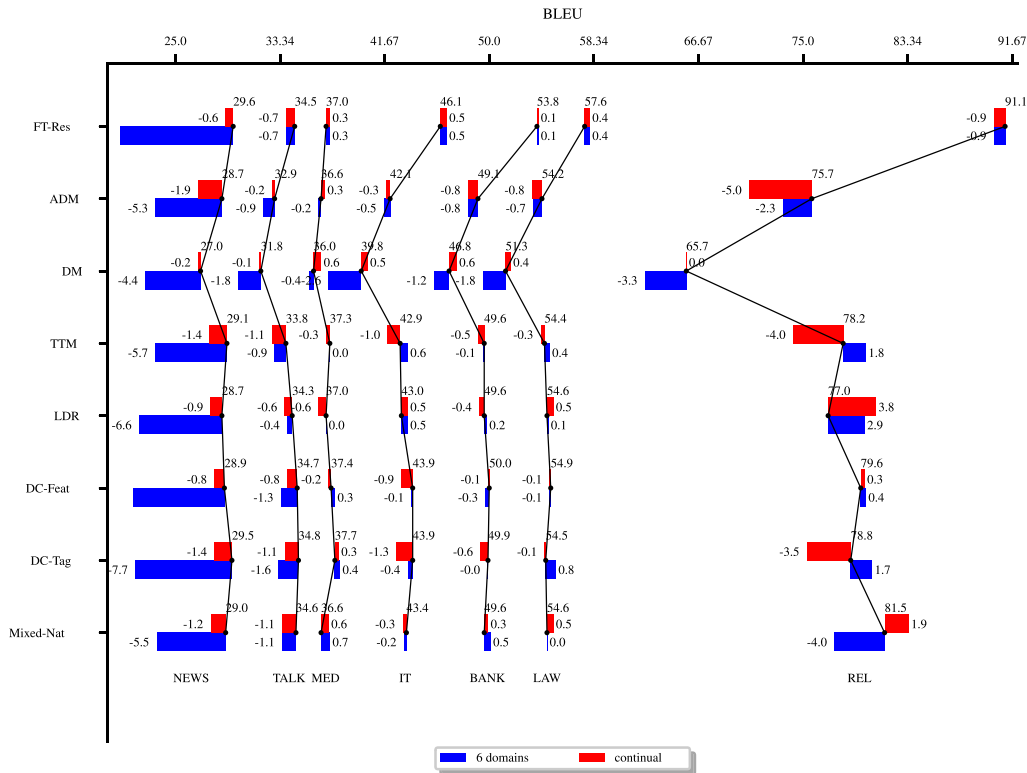 BLEU
25.0 33.34 41.67 50.0 58.34 66.67 75.0 83.34 91.67
29.6 34.5 37.0 46.1 53.8 57.6 91.1
-0.6 -0.7 0.3 0.5 0.1 0.4 -0.9
FT-Res
-0.7 0.3 0.5 0.1 0.4 -0.9
28.7 32.9 36.6 42.1 49.1 54.2 75.7
-1.9 -0.2 0.3 -0.3 -0.8 -0.8 -5.0
ADM
-5.3 -0.9 -0.2 -0.5 -0.8 -0.7 -2.3
27.0 31.8 36.0 39.8 46.8 51.3 65.7
-0.2 -0.1 0.6 0.5 0.6 0.4 0.0
DM
-4.4 -1.8 -0.4 -1.2 -1.8 -3.3
29.1 33.8 37.3 42.9 49.6 54.4 78.2
-1.4 -1.1 -0.3 -1.0 -0.5 -0.3 -4.0
TTM
-5.7 -0.9 0.0 0.6 -0.1 0.4 1.8
28.7 34.3 37.0 43.0 49.6 54.6 77.0
-0.9 -0.6 -0.6 0.5 -0.4 0.5 3.8
LDR
-6.6 -0.4 0.0 0.5 0.2 0.1 2.9
28.9 34.7 37.4 43.9 50.0 54.9 79.6
-0.8 -0.8 -0.2 -0.9 -0.1 -0.1 0.3
DC-Feat
-1.3 0.3 -0.1 -0.3 -0.1 0.4
29.5 34.8 37.7 43.9 49.9 54.5 78.8
-1.4 -1.1 0.3 -1.3 -0.6 -0.1 -3.5
DC-Tag
-7.7 -1.6 0.4 -0.4 -0.0 0.8 1.7
29.0 34.6 36.6 43.4 49.6 54.6 81.5
-1.2 -1.1 0.6 -0.3 0.3 0.5 1.9
Mixed-Nat
-5.5 -1.1 0.7 -0.2 0.5 0.0 -4.0
NEWS TALK MED IT BANK LAW REL
6 domains continual